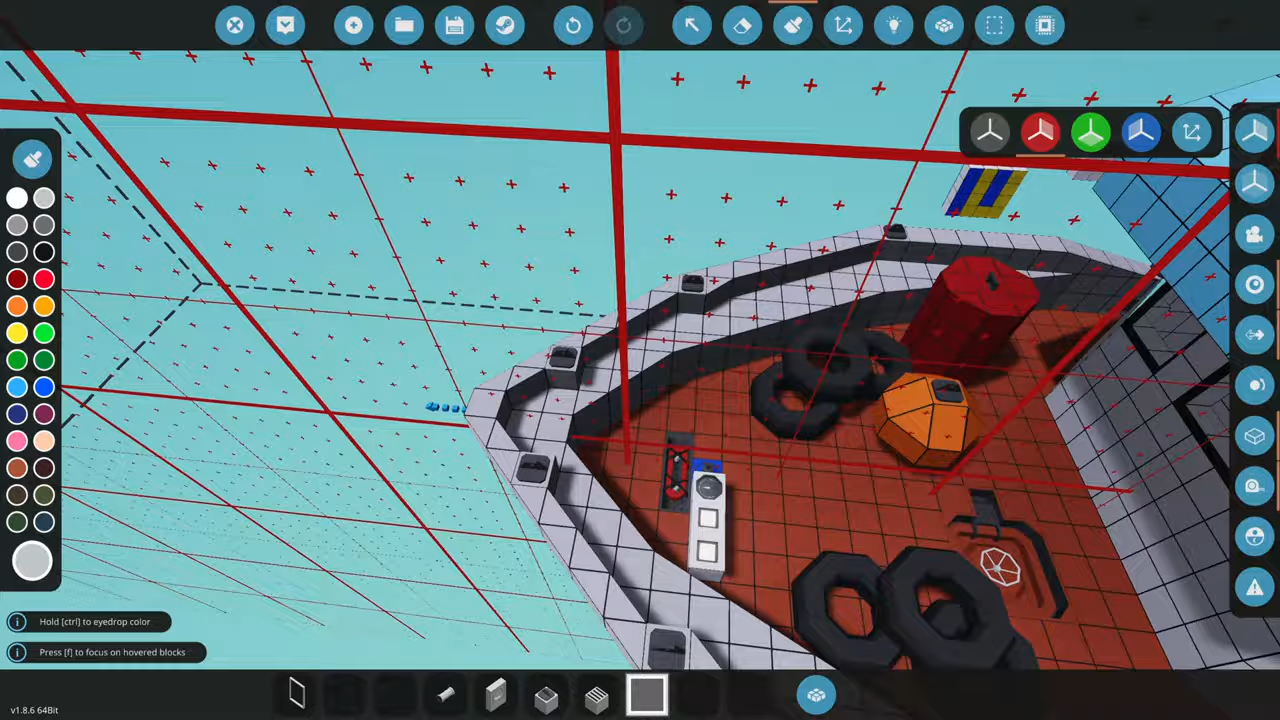 Hold [ctrl] to eyedrop color
Press [f] to focus on hovered blocks
v1.8.6 64Bit